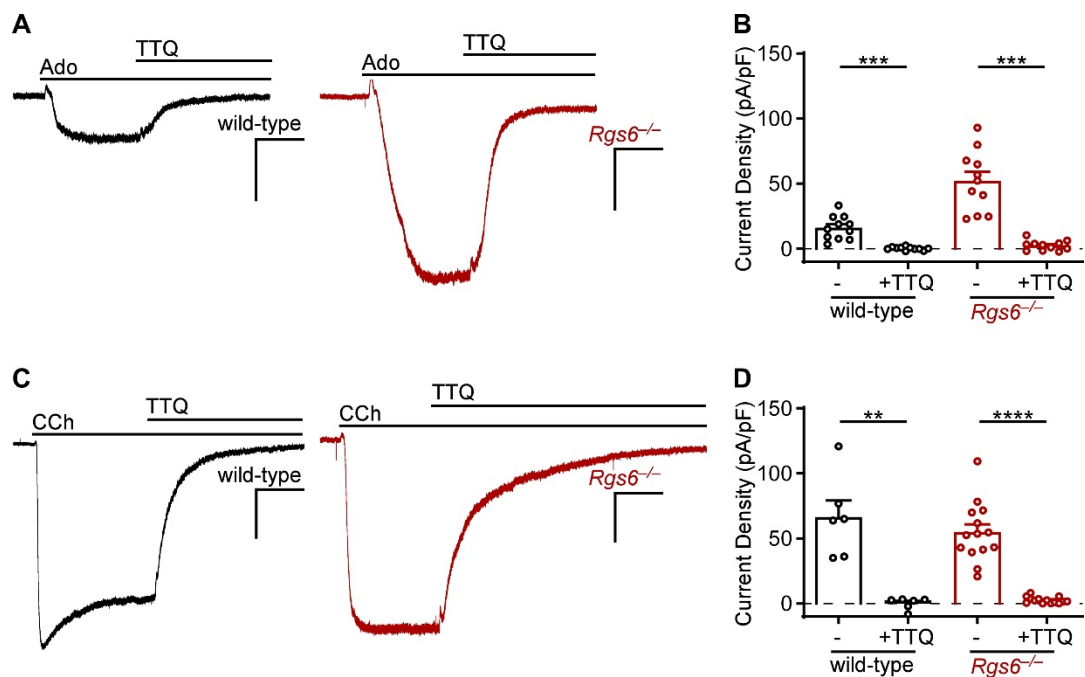 A
TTQ
Ado
wild-type
TTQ
Ado
Rgs6–/–
B
Current Density (pA/pF)
150
100
50
0
***
***
- +TTQ - +TTQ
wild-type Rgs6–/–
C
TTQ
CCh
wild-type
TTQ
CCh
Rgs6–/–
D
Current Density (pA/pF)
150
100
50
0
**
****
- +TTQ - +TTQ
wild-type Rgs6–/–